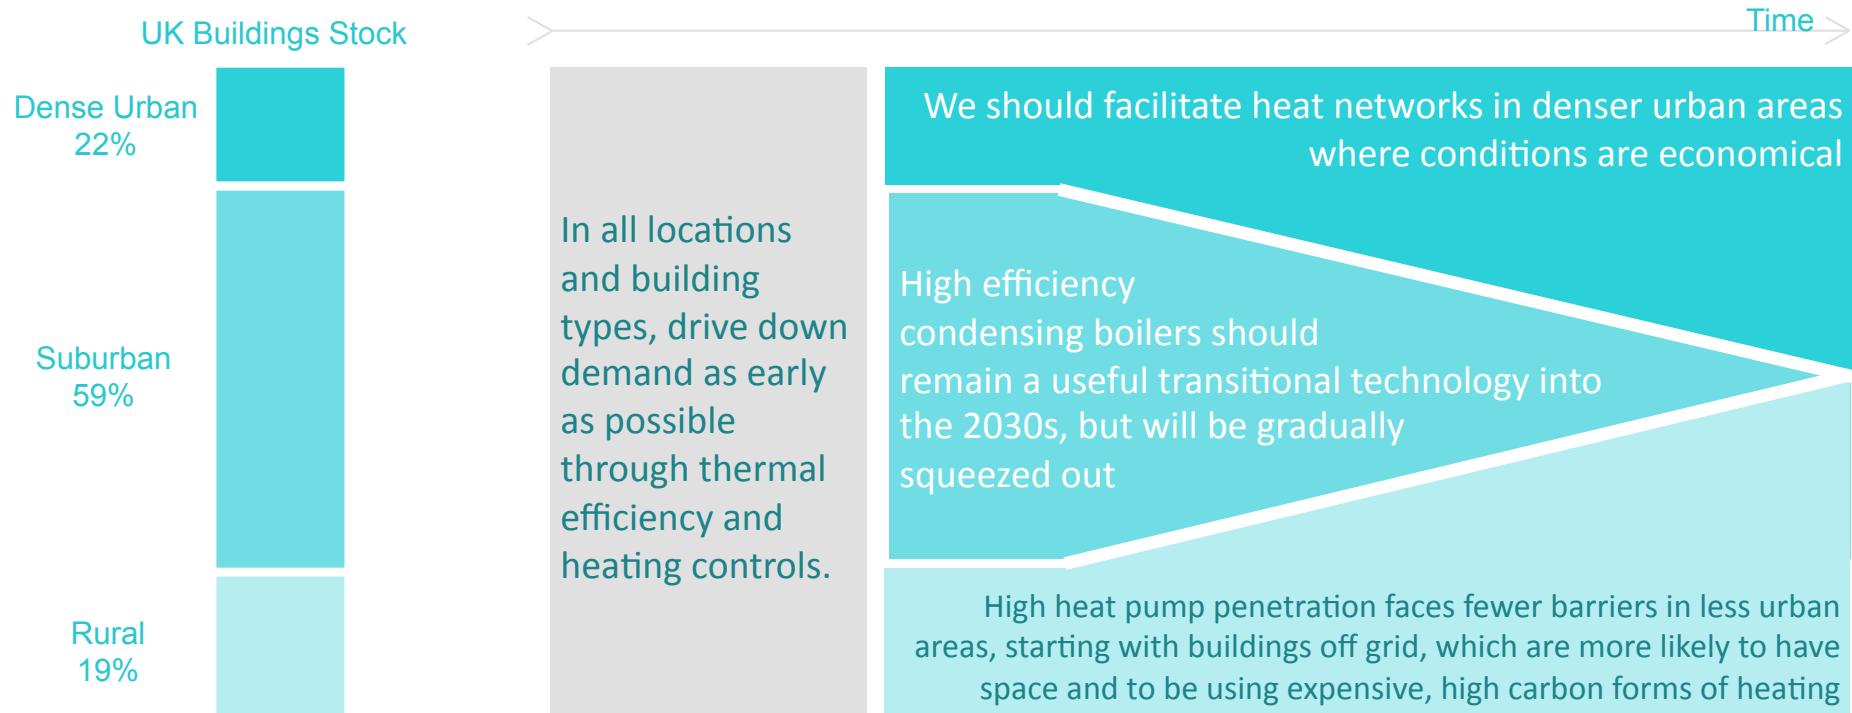 UK Buildings Stock
Time
Dense Urban
22%
Suburban
59%
Rural
19%
In all locations
and building
types, drive down
demand as early
as possible
through thermal
efficiency and
heating controls.
We should facilitate heat networks in denser urban areas
where conditions are economical
High efficiency
condensing boilers should
remain a useful transitional technology into
the 2030s, but will be gradually
squeezed out
High heat pump penetration faces fewer barriers in less urban
areas, starting with buildings off grid, which are more likely to have
space and to be using expensive, high carbon forms of heating